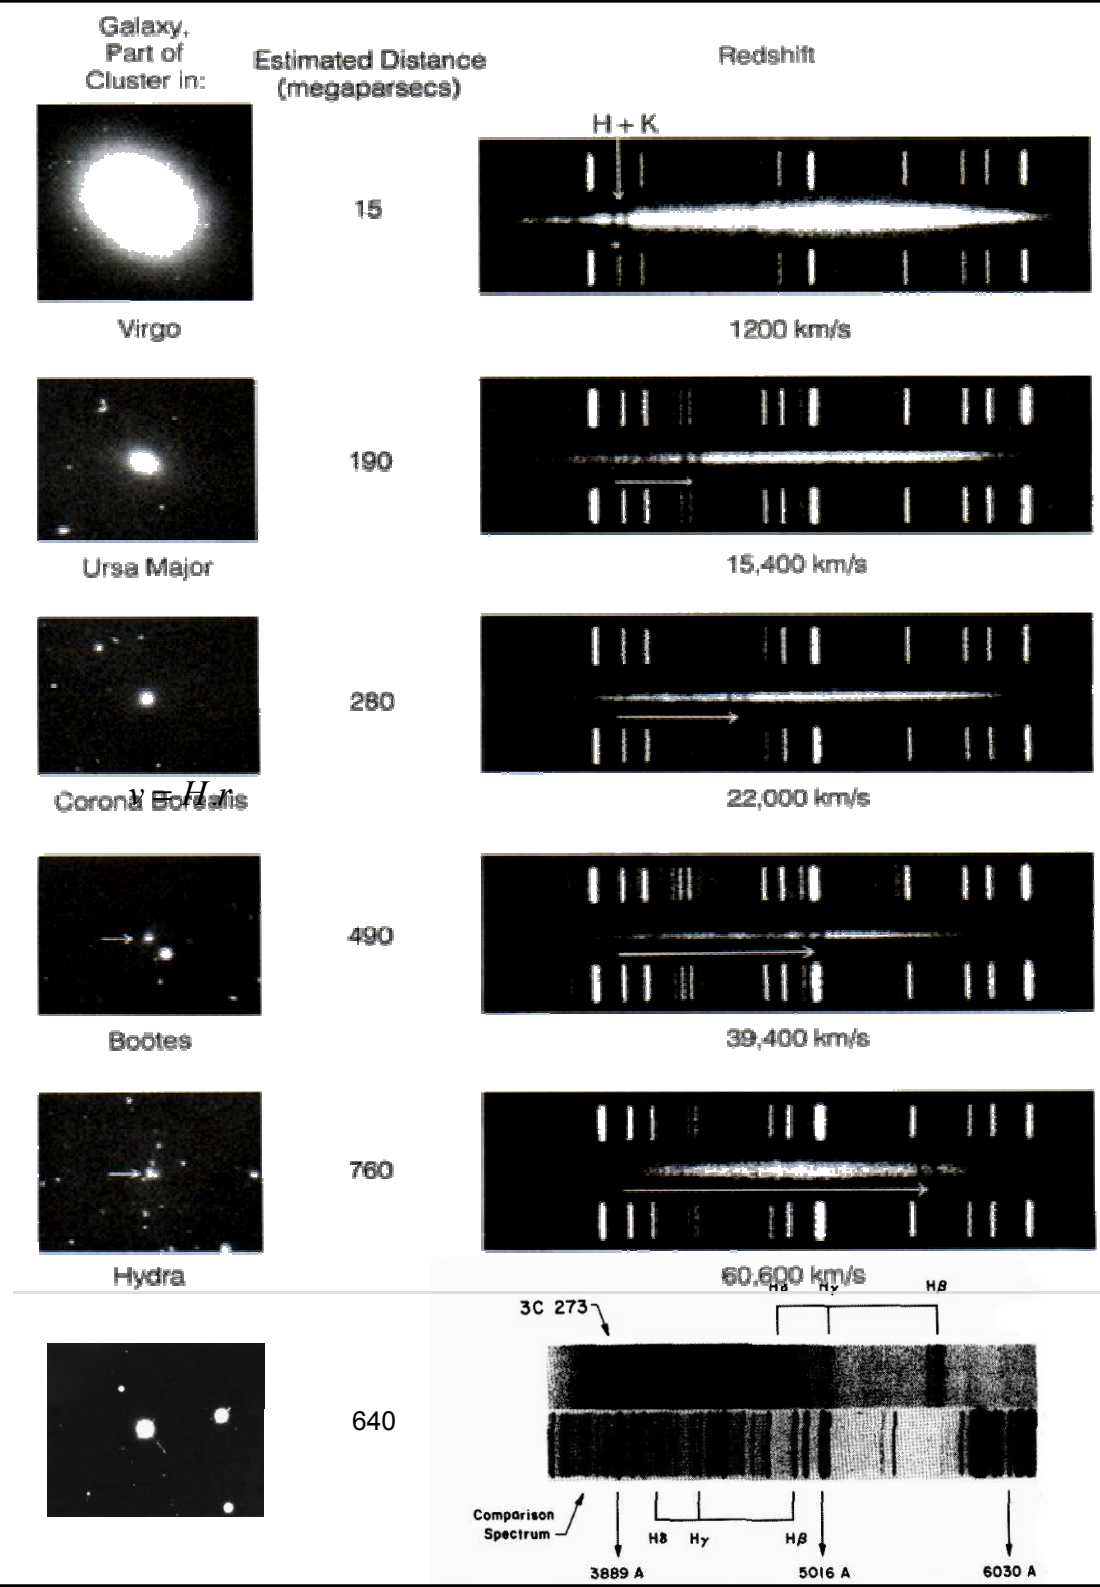 Galaxy,
Part of
Cluster in:
Estimated Distance
(megaparsecs)
Redshift
H + K
15
Virgo
1200 km/s
190
Ursa Major
15,400 km/s
280
Corona Borealis
v = H.r
22,000 km/s
490
Boötes
39,400 km/s
760
Hydra
60,600 km/s
Hδ Hγ Hβ
3C 273
640
Comparison
Spectrum
Hδ Hγ Hβ
3889 A 5016 A 6030 A